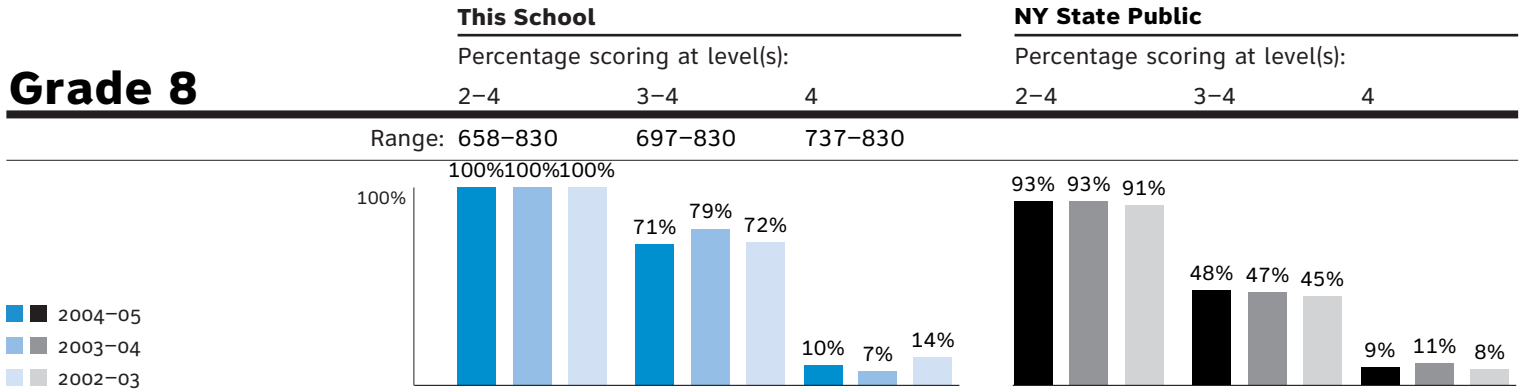 This School NY State Public
Percentage scoring at level(s): Percentage scoring at level(s):
Grade 8 2–4 3–4 4 2–4 3–4 4
Range: 658–830 697–830 737–830
100% 100% 100% 100% 71% 79% 72% 10% 7% 14% 93% 93% 91% 48% 47% 45% 9% 11% 8%
2004–05
2003–04
2002–03